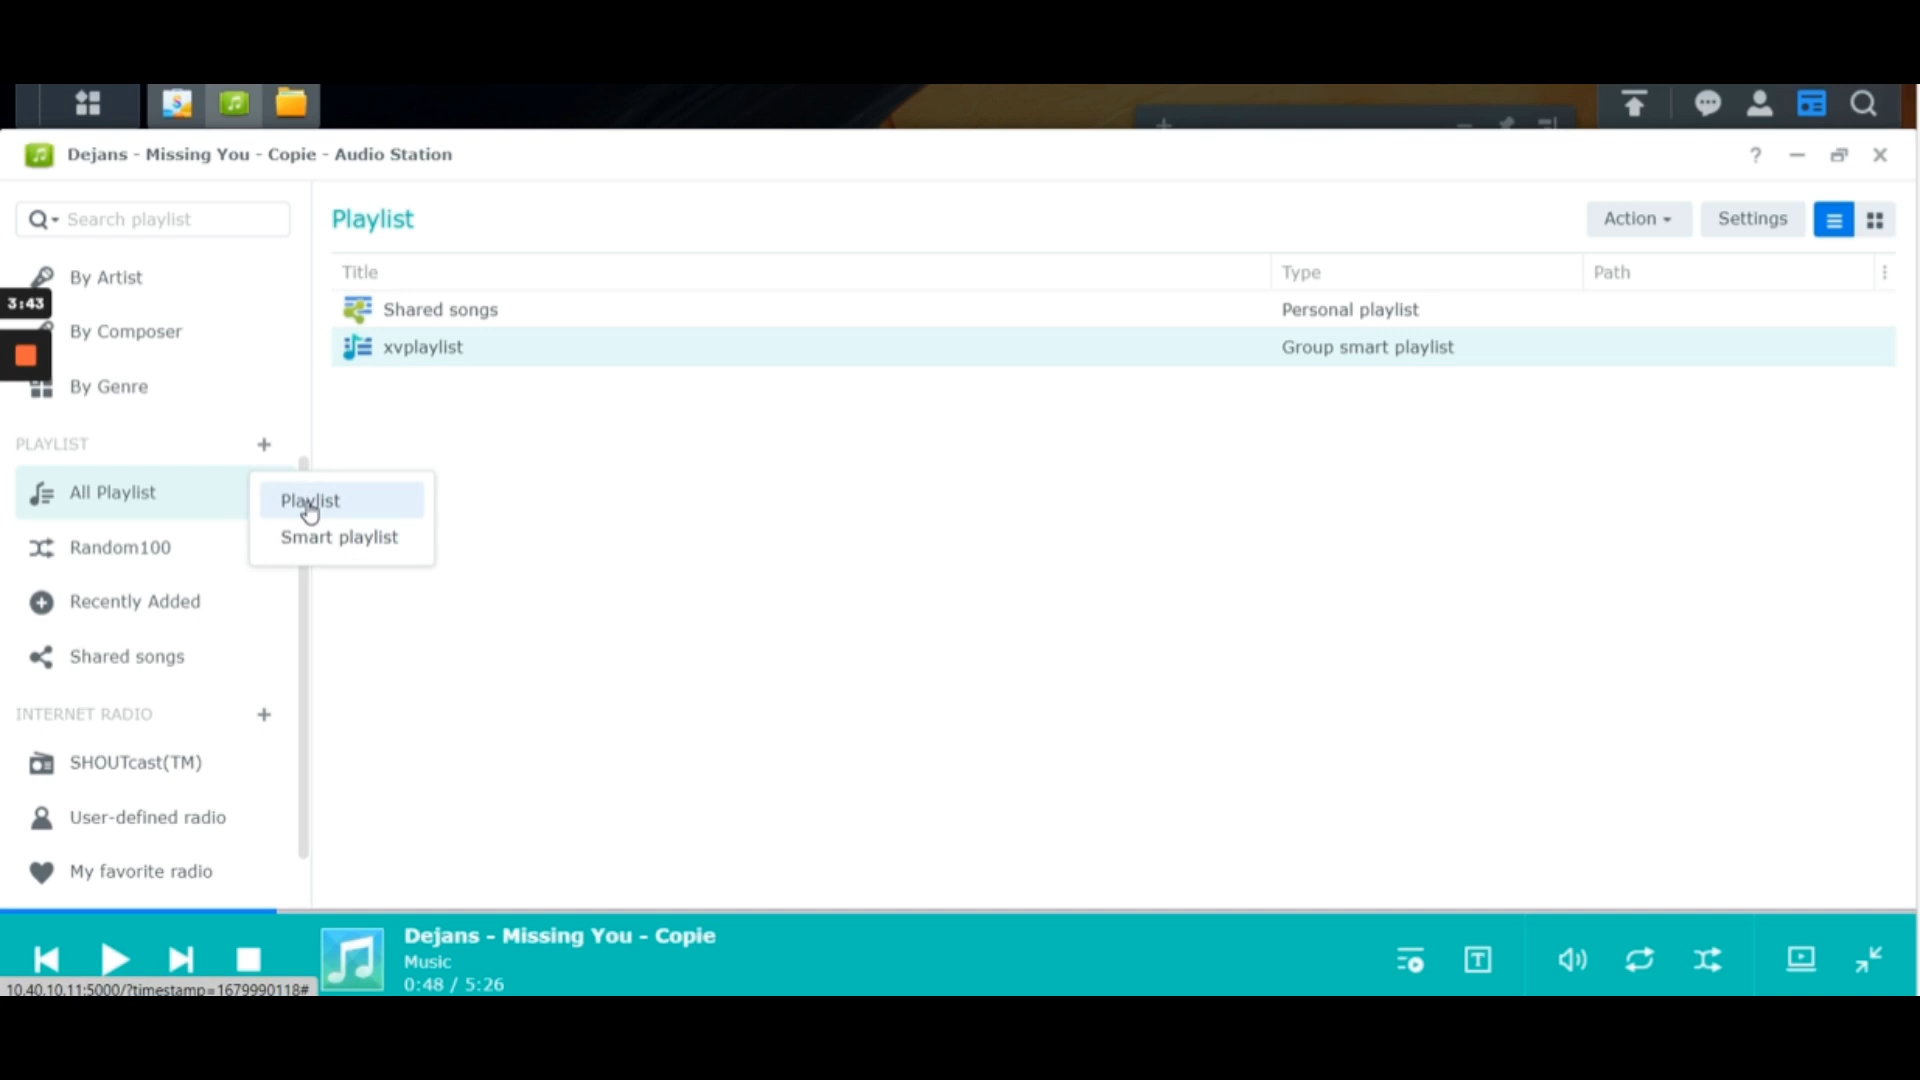 Dejans - Missing You - Copie - Audio Station
?
Search playlist
By Artist
3:43
By Composer
By Genre
PLAYLIST +
All Playlist
Random100
Recently Added
Shared songs
INTERNET RADIO +
SHOUTcast(TM)
User-defined radio
My favorite radio
Playlist
Smart playlist
Playlist
Action
Settings
Title Type Path
Shared songs Personal playlist
xvplaylist Group smart playlist
Dejans - Missing You - Copie
Music
0:48 / 5:26
10.40.10.11:5000/?timestamp=1679990118#